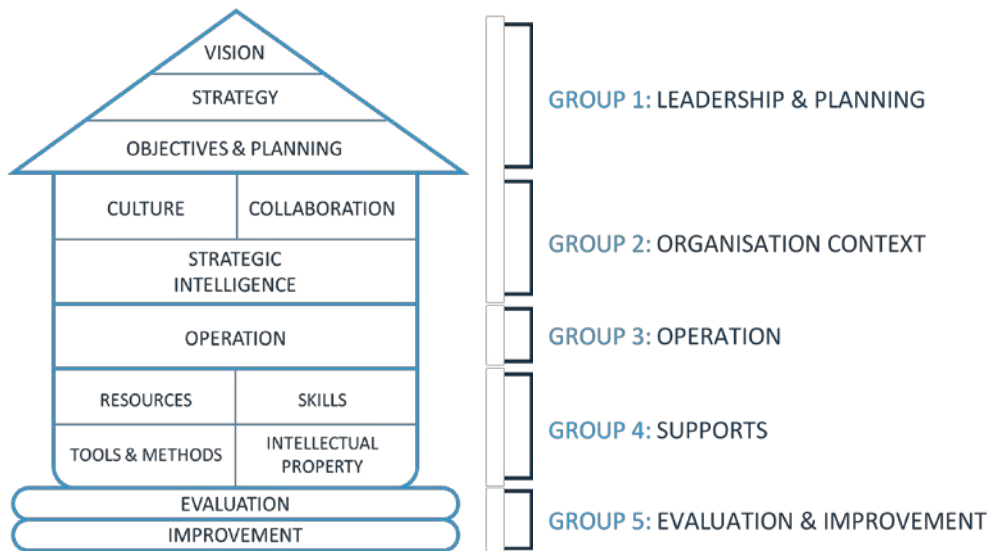 VISION
STRATEGY
OBJECTIVES & PLANNING
CULTURE
COLLABORATION
STRATEGIC
INTELLIGENCE
OPERATION
RESOURCES
SKILLS
TOOLS & METHODS
INTELLECTUAL
PROPERTY
EVALUATION
IMPROVEMENT
GROUP 1: LEADERSHIP & PLANNING
GROUP 2: ORGANISATION CONTEXT
GROUP 3: OPERATION
GROUP 4: SUPPORTS
GROUP 5: EVALUATION & IMPROVEMENT